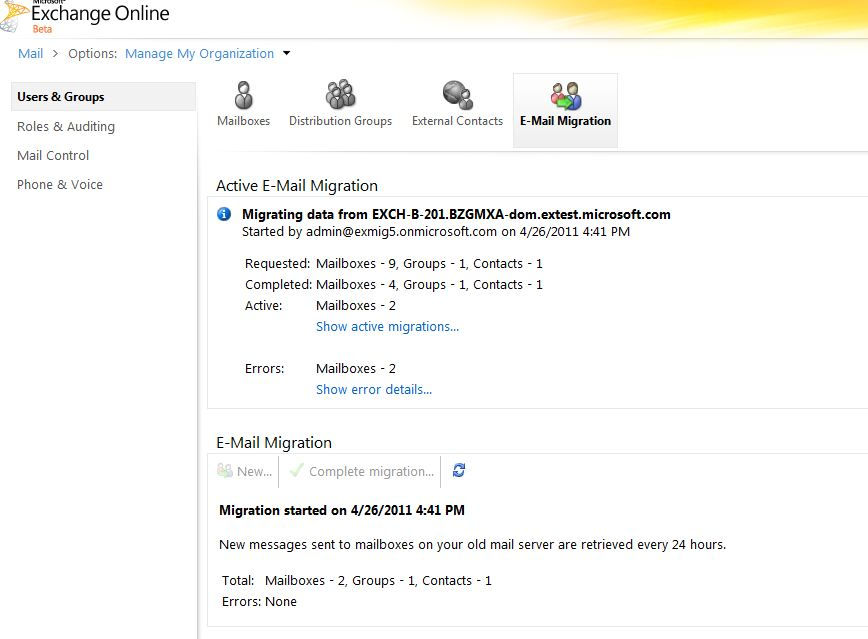 Microsoft
Exchange Online
Beta
Mail > Options: Manage My Organization
Users & Groups
Roles & Auditing
Mail Control
Phone & Voice
Mailboxes
Distribution Groups
External Contacts
E-Mail Migration
Active E-Mail Migration
Migrating data from EXCH-B-201.BZGMXA-dom.extest.microsoft.com
Started by admin@exmig5.onmicrosoft.com on 4/26/2011 4:41 PM
Requested: Mailboxes - 9, Groups - 1, Contacts - 1
Completed: Mailboxes - 4, Groups - 1, Contacts - 1
Active: Mailboxes - 2
Show active migrations...
Errors: Mailboxes - 2
Show error details...
E-Mail Migration
New... Complete migration...
Migration started on 4/26/2011 4:41 PM
New messages sent to mailboxes on your old mail server are retrieved every 24 hours.
Total: Mailboxes - 2, Groups - 1, Contacts - 1
Errors: None